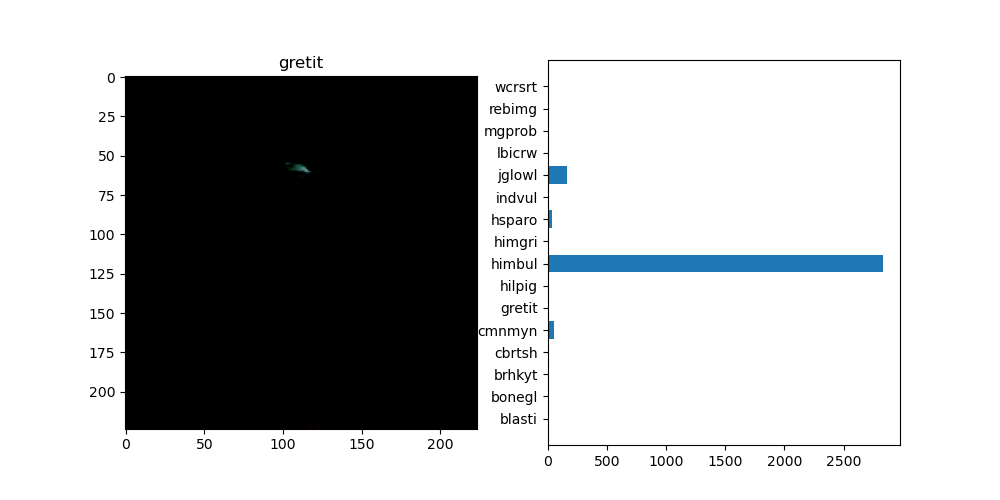 gretit
0
25
50
75
100
125
150
175
200
0
50
100
150
200
wcrsrt
rebimg
mgprob
lbicrw
jglowl
indvul
hsparo
himgri
himbul
hilpig
gretit
cmnmyn
cbrtsh
brhkyt
bonegl
blasti
0
500
1000
1500
2000
2500